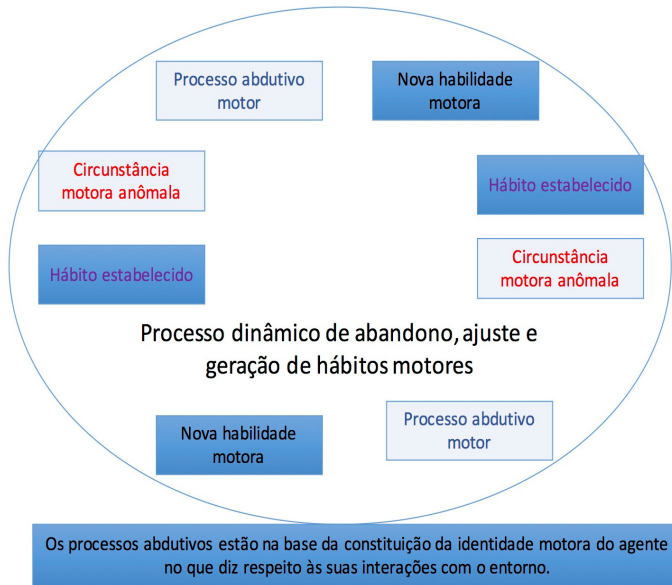 Processo abdutivo
motor
Nova habilidade
motora
Circunstância
motora anômala
Hábito estabelecido
Hábito estabelecido
Circunstância
motora anômala
Processo dinâmico de abandono, ajuste e
geração de hábitos motores
Nova habilidade
motora
Processo abdutivo
motor
Os processos abdutivos estão na base da constituição da identidade motora do agente
no que diz respeito às suas interações com o entorno.